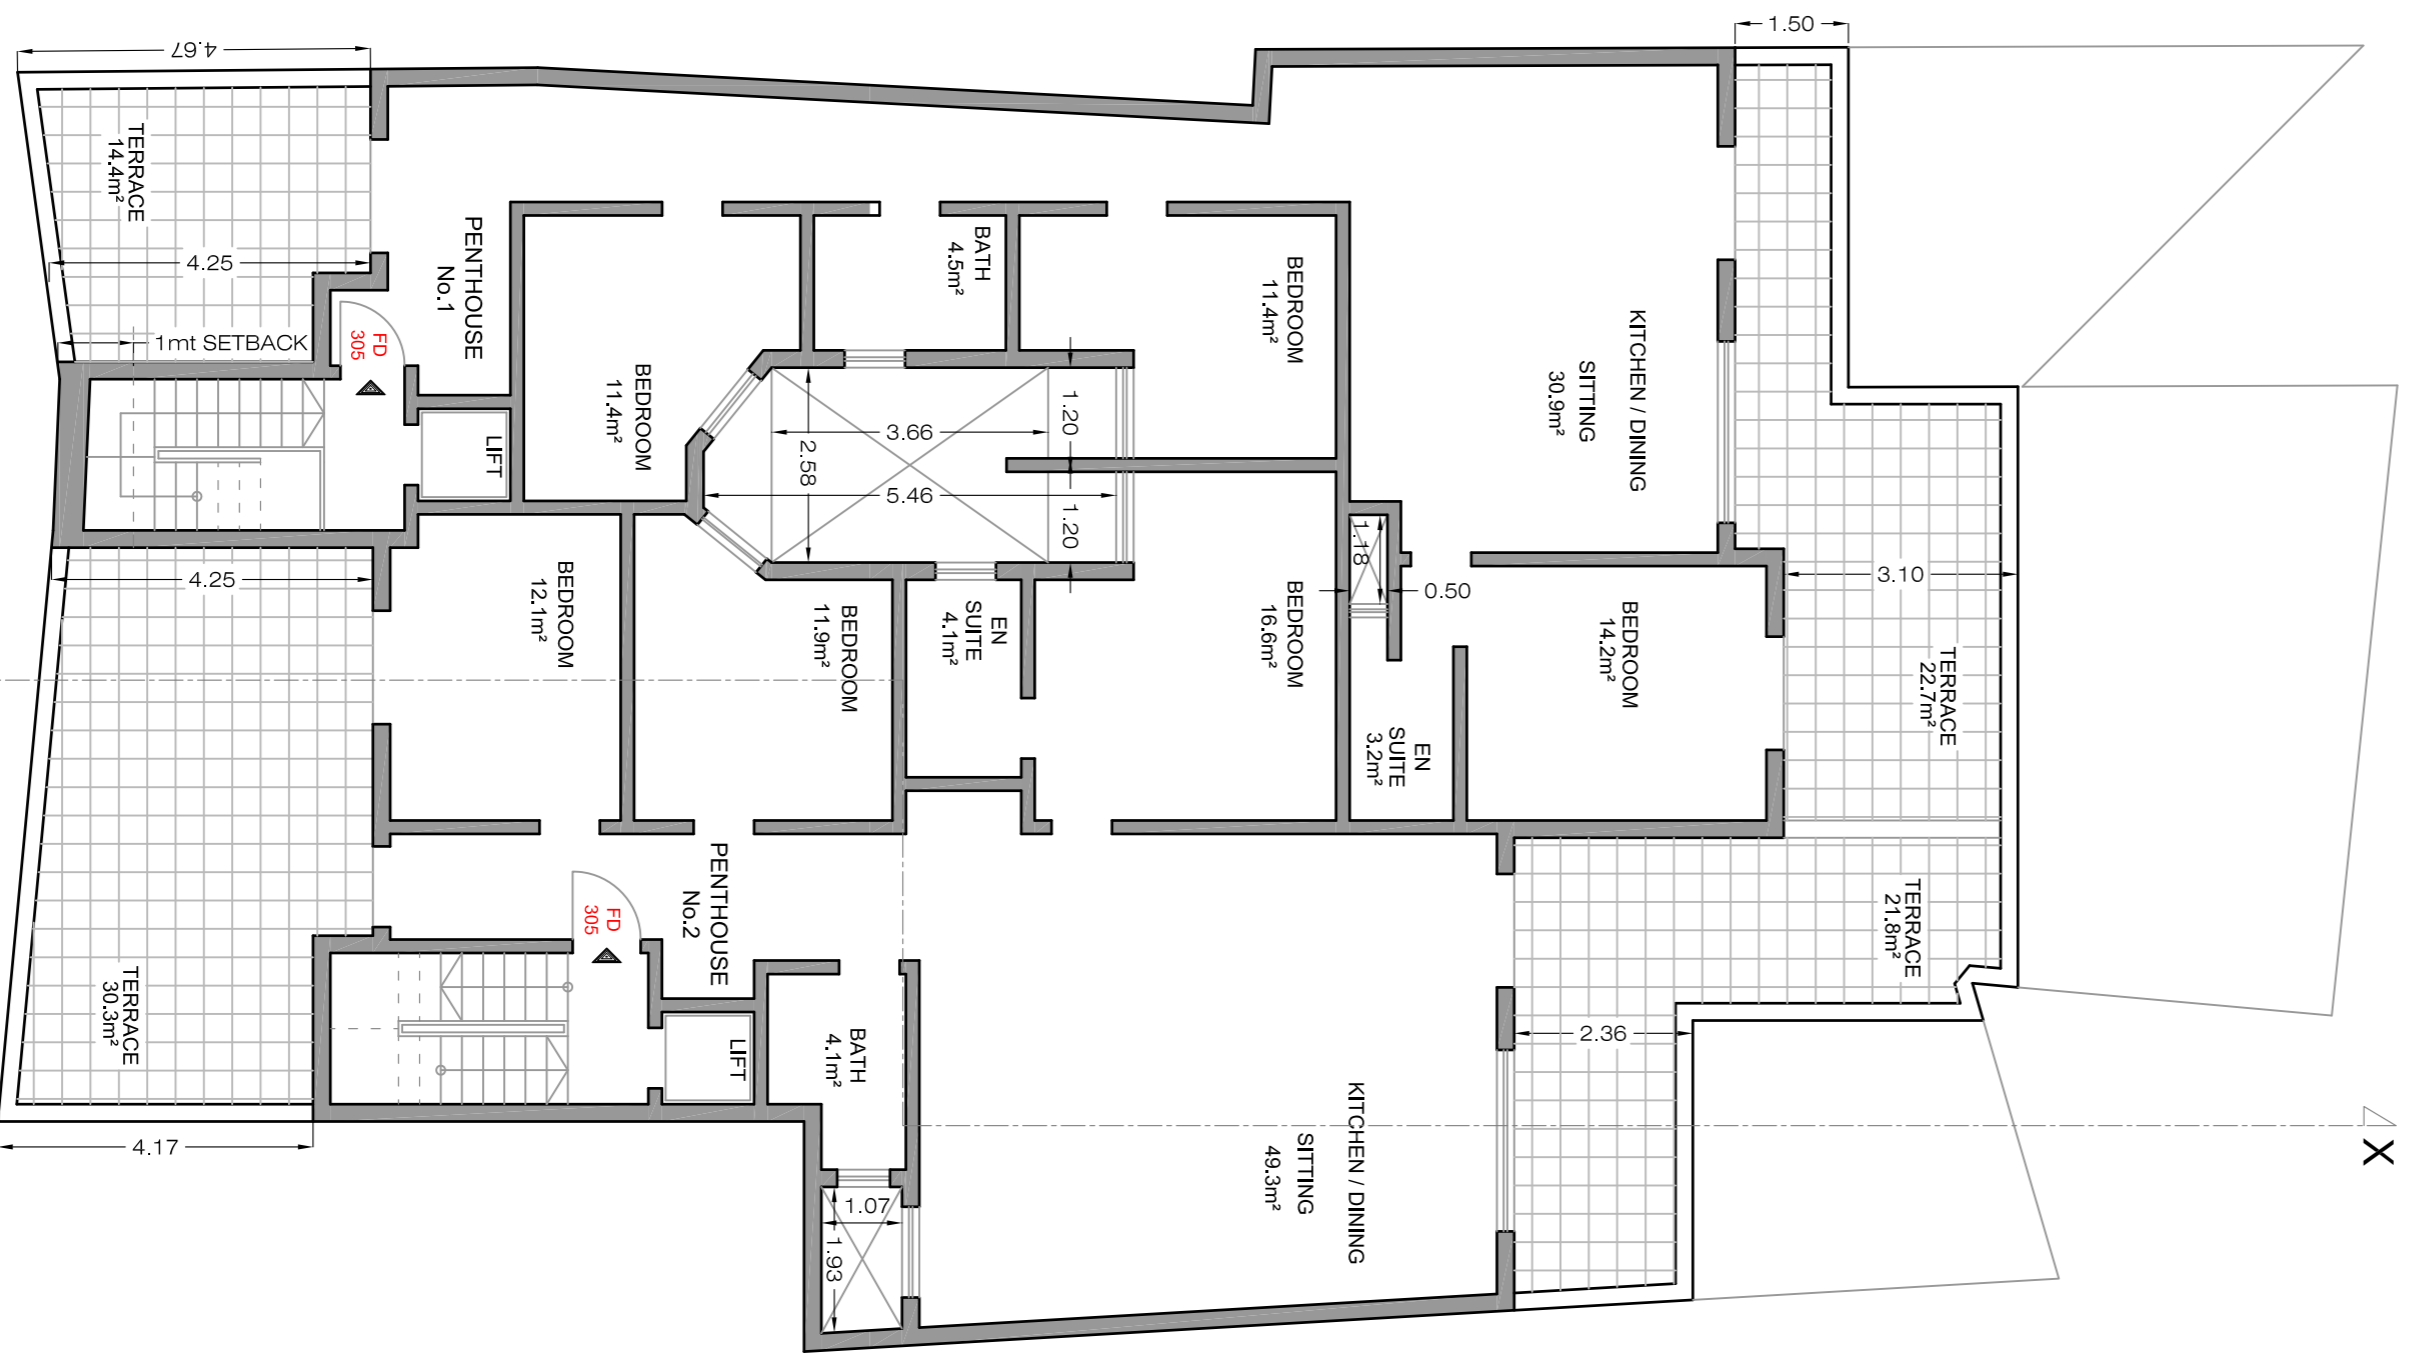 1.50
4.67
TERRACE
14.4m²
4.25
1mt SETBACK
PENTHOUSE
No.1
FD
305
LIFT
BEDROOM
11.4m²
BATH
4.5m²
BEDROOM
11.4m²
KITCHEN / DINING
SITTING
30.9m²
3.66
2.58
5.46
1.20
1.20
1.18
0.50
3.10
TERRACE
22.7m²
4.25
BEDROOM
12.1m²
BEDROOM
11.9m²
EN
SUITE
4.1m²
BEDROOM
16.6m²
EN
SUITE
3.2m²
BEDROOM
14.2m²
TERRACE
21.8m²
PENTHOUSE
No.2
FD
305
LIFT
TERRACE
30.3m²
BATH
4.1m²
2.36
KITCHEN / DINING
SITTING
49.3m²
4.17
1.07
1.93
X